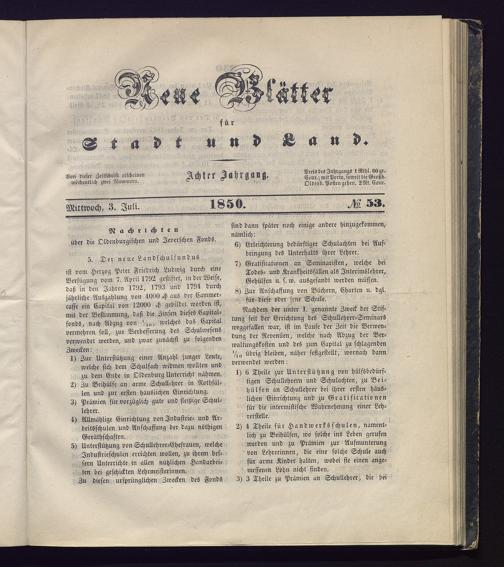 Neue Blätter
für
Stadt und Land.
Achter Jahrgang.
Von dieser Zeitschrift erscheinen
wöchentlich zwei Nummern.
Preis des Jahrgangs 1 Rthl. 60 gr.
Cour.; mit Porto, soweit die Großh.
Oldenb. Posten gehen, 2 Rt. Cour.
Mittwoch, 3. Juli. 1850. № 53.
Nachrichten
über die Oldenburgischen und Jeverschen Fonds.
5. Der neue Landschulfundus
ist vom Herzog Peter Friedrich Ludwig durch eine
Verfügung vom 7. April 1792 gestiftet, in der Weise,
daß in den Jahren 1792, 1793 und 1794 durch
jährliche Auszahlung von 4000 ₰ aus der Cammer-
casse ein Capital von 12000 ₰ gebildet worden ist,
mit der Bestimmung, daß die Zinsen dieses Capital-
fonds, nach Abzug von 1/10, welches das Capital
vermehren soll, zur Verbesserung des Schulwesens
verwendet werden, und zwar zunächst zu folgenden
Zwecken:
1) Zur Unterstützung einer Anzahl junger Leute,
welche sich dem Schulfach widmen wollen und
zu dem Ende in Oldenburg Unterricht nähmen.
2) Zu Beihülfe an arme Schullehrer in Nothfäl-
len und zur ersten häuslichen Einrichtung.
3) Prämien für vorzüglich gute und fleißige Schul-
lehrer.
4) Allmählige Einrichtung von Industrie- und Ar-
beitsschulen und Anschaffung der dazu nöthigen
Geräthschaften.
5) Unterstützung von Schullehrer-Ehefrauen, welche
Industrieschulen errichten wollen, zu ihrem bes-
sern Unterrichte in allen nützlichen Handarbei-
ten bei geschickten Lehrmeisterinnen.
Zu diesen ursprünglichen Zwecken des Fonds
sind dann später noch einige andere hinzugekommen,
nämlich:
6) Erleichterung bedürftiger Schulachten bei Auf-
bringung des Unterhalts ihrer Lehrer.
7) Gratificationen an Seminaristen, welche bei
Todes- und Krankheitsfällen als Interimslehrer,
Gehülfen u. s. w. ausgesandt werden müssen.
8) Zur Anschaffung von Büchern, Charten u. dgl.
für diese oder jene Schule.
Nachdem der unter 1. genannte Zweck der Stif-
tung seit der Errichtung des Schullehrer-Seminars
weggefallen war, ist im Laufe der Zeit die Verwen-
dung der Revenüen, welche nach Abzug der Ver-
waltungskosten und des zum Capital zu schlagenden
1/10 übrig bleiben, näher festgestellt, wornach dann
verwendet werden:
1) 6 Theile zur Unterstützung von hülfsbedürf-
tigen Schullehrern und Schulachten, zu Bei-
hülfen an Schullehrer bei ihrer ersten häus-
lichen Einrichtung und zu Gratificationen
für die intermistische Wahrnehmung einer Leh-
rerstelle.
2) 4 Theile für Handwerksschulen, nament-
lich zu Beihülfen, wo solche ins Leben gerufen
werden und zu Prämien zur Aufmunterung
von Lehrerinnen, die eine solche Schule auch
für arme Kinder halten, wobei sie einen ange-
messenen Lohn nicht finden.
3) 3 Theile zu Prämien an Schullehrer, die bei